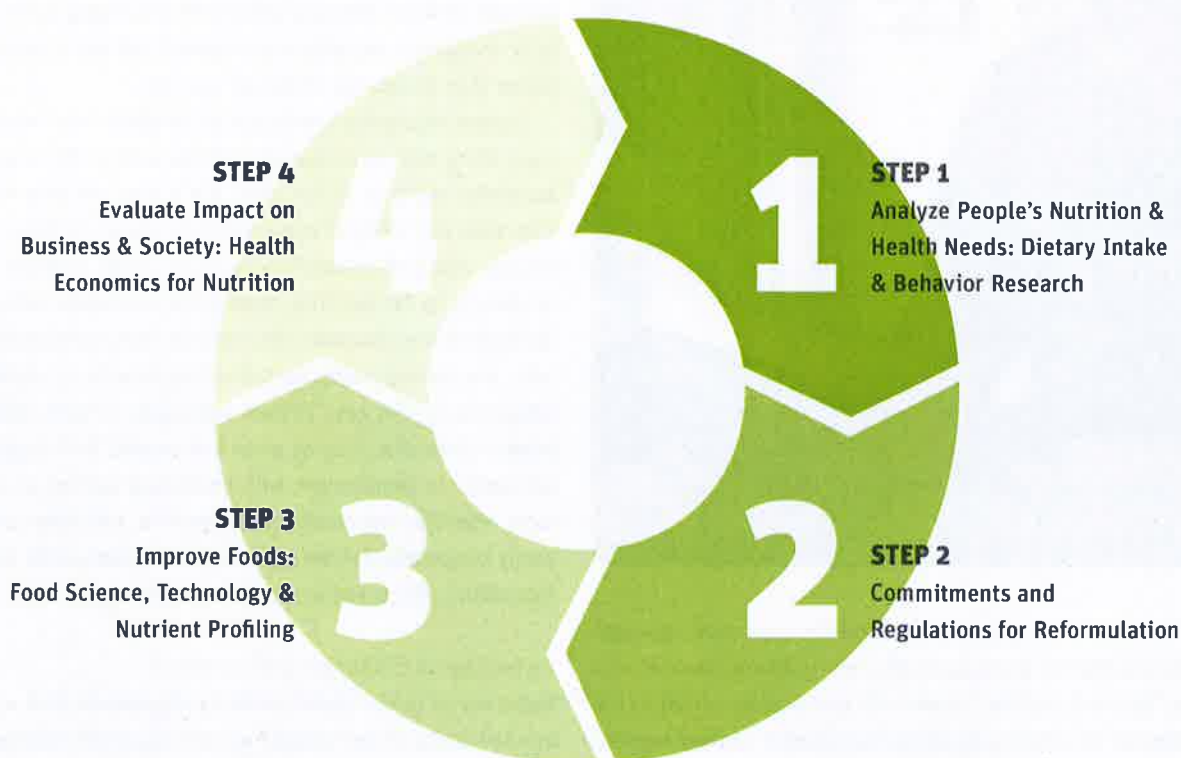 1
STEP 1
Analyze People's Nutrition &
Health Needs: Dietary Intake
& Behavior Research
2
STEP 2
Commitments and
Regulations for Reformulation
3
STEP 3
Improve Foods:
Food Science, Technology &
Nutrient Profiling
4
STEP 4
Evaluate Impact on
Business & Society: Health
Economics for Nutrition